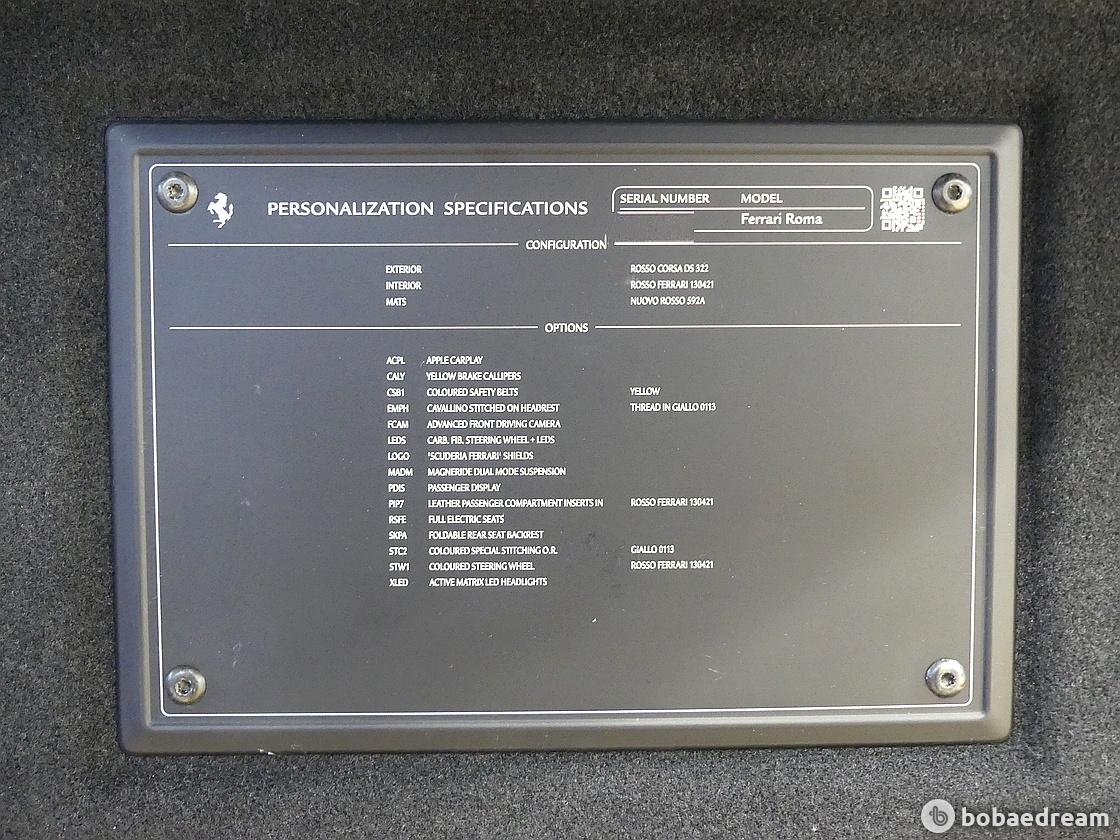 PERSONALIZATION SPECIFICATIONS
SERIAL NUMBER MODEL
Ferrari Roma
CONFIGURATION
EXTERIOR ROSSO CORSA DS 322
INTERIOR ROSSO FERRARI 130421
MATS NUOVO ROSSO 592A
OPTIONS
ACPL APPLE CARPLAY
CALY YELLOW BRAKE CALLIPERS
CSB1 COLOURED SAFETY BELTS YELLOW
EMPH CAVALLINO STITCHED ON HEADREST THREAD IN GIALLO 0113
FCAM ADVANCED FRONT DRIVING CAMERA
LEDS CARB. FIB. STEERING WHEEL + LEDS
LOGO 'SCUDERIA FERRARI' SHIELDS
MADM MAGNERIDE DUAL MODE SUSPENSION
PDIS PASSENGER DISPLAY
PIP7 LEATHER PASSENGER COMPARTMENT INSERTS IN ROSSO FERRARI 130421
RSFE FULL ELECTRIC SEATS
SKPA FOLDABLE REAR SEAT BACKREST
STC2 COLOURED SPECIAL STITCHING O.R. GIALLO 0113
STW1 COLOURED STEERING WHEEL ROSSO FERRARI 130421
XLED ACTIVE MATRIX LED HEADLIGHTS
bobaedream